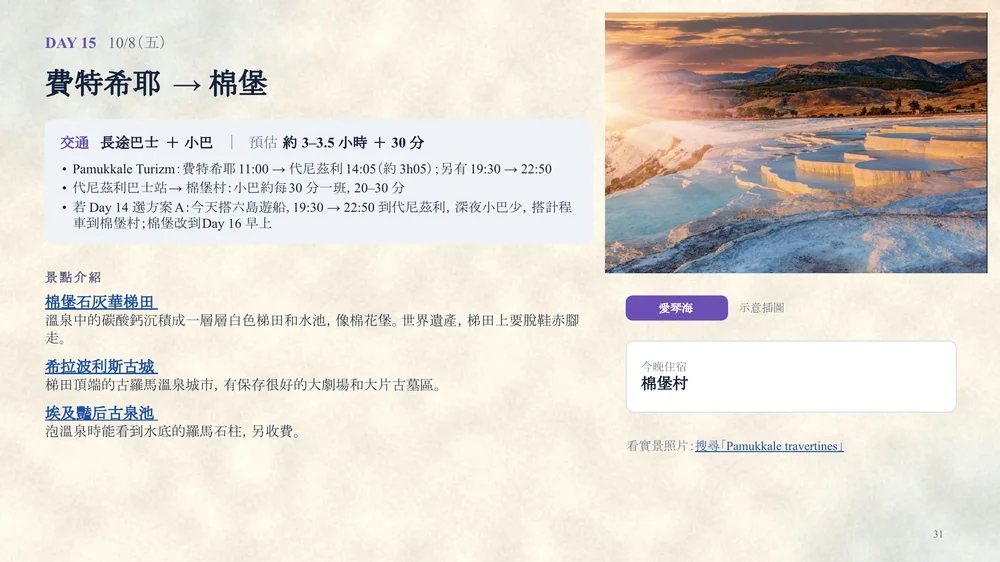 DAY 15 10/8(五)
費特希耶 → 棉堡
交通 長途巴士 + 小巴 | 預估 約 3–3.5 小時 + 30 分
• Pamukkale Turizm:費特希耶 11:00 → 代尼茲利 14:05(約 3h05);另有 19:30 → 22:50
• 代尼茲利巴士站 → 棉堡村:小巴約每 30 分一班, 20–30 分
• 若 Day 14 選方案 A:今天搭六島遊船, 19:30 → 22:50 到代尼茲利, 深夜小巴少, 搭計程
車到棉堡村;棉堡改到Day 16 早上
景點介紹
棉堡石灰華梯田
溫泉中的碳酸鈣沉積成一層層白色梯田和水池, 像棉花堡。世界遺產, 梯田上要脫鞋赤腳
走。
希拉波利斯古城
梯田頂端的古羅馬溫泉城市, 有保存很好的大劇場和大片古墓區。
埃及豔后古泉池
泡溫泉時能看到水底的羅馬石柱, 另收費。
愛琴海 示意插圖
今晚住宿
棉堡村
看實景照片:搜尋「Pamukkale travertines」
31